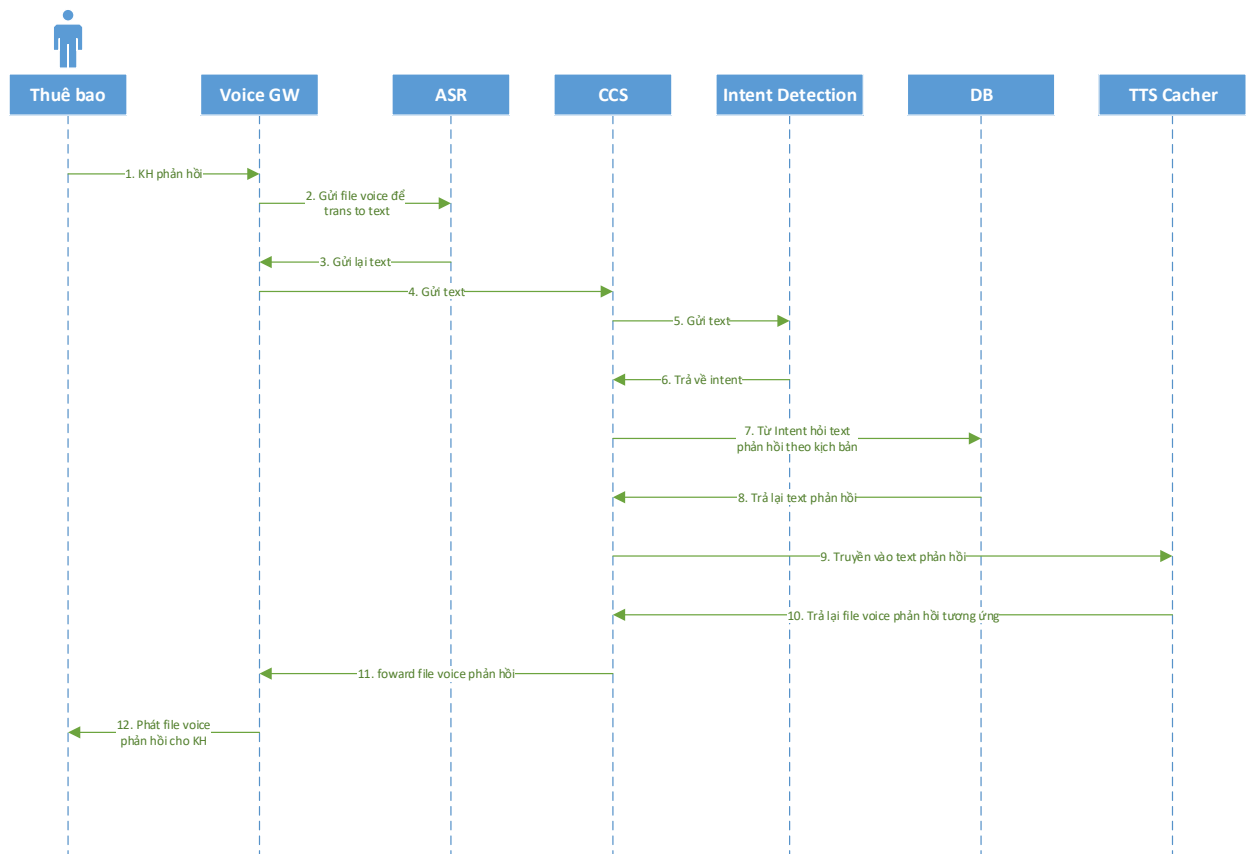 Thuê bao
Voice GW
ASR
CCS
Intent Detection
DB
TTS Cacher
1. KH phản hồi
2. Gửi file voice để
trans to text
3. Gửi lại text
4. Gửi text
5. Gửi text
6. Trả về intent
7. Từ Intent hỏi text
phản hồi theo kịch bản
8. Trả lại text phản hồi
9. Truyền vào text phản hồi
10. Trả lại file voice phản hồi tương ứng
11. foward file voice phản hồi
12. Phát file voice
phản hồi cho KH